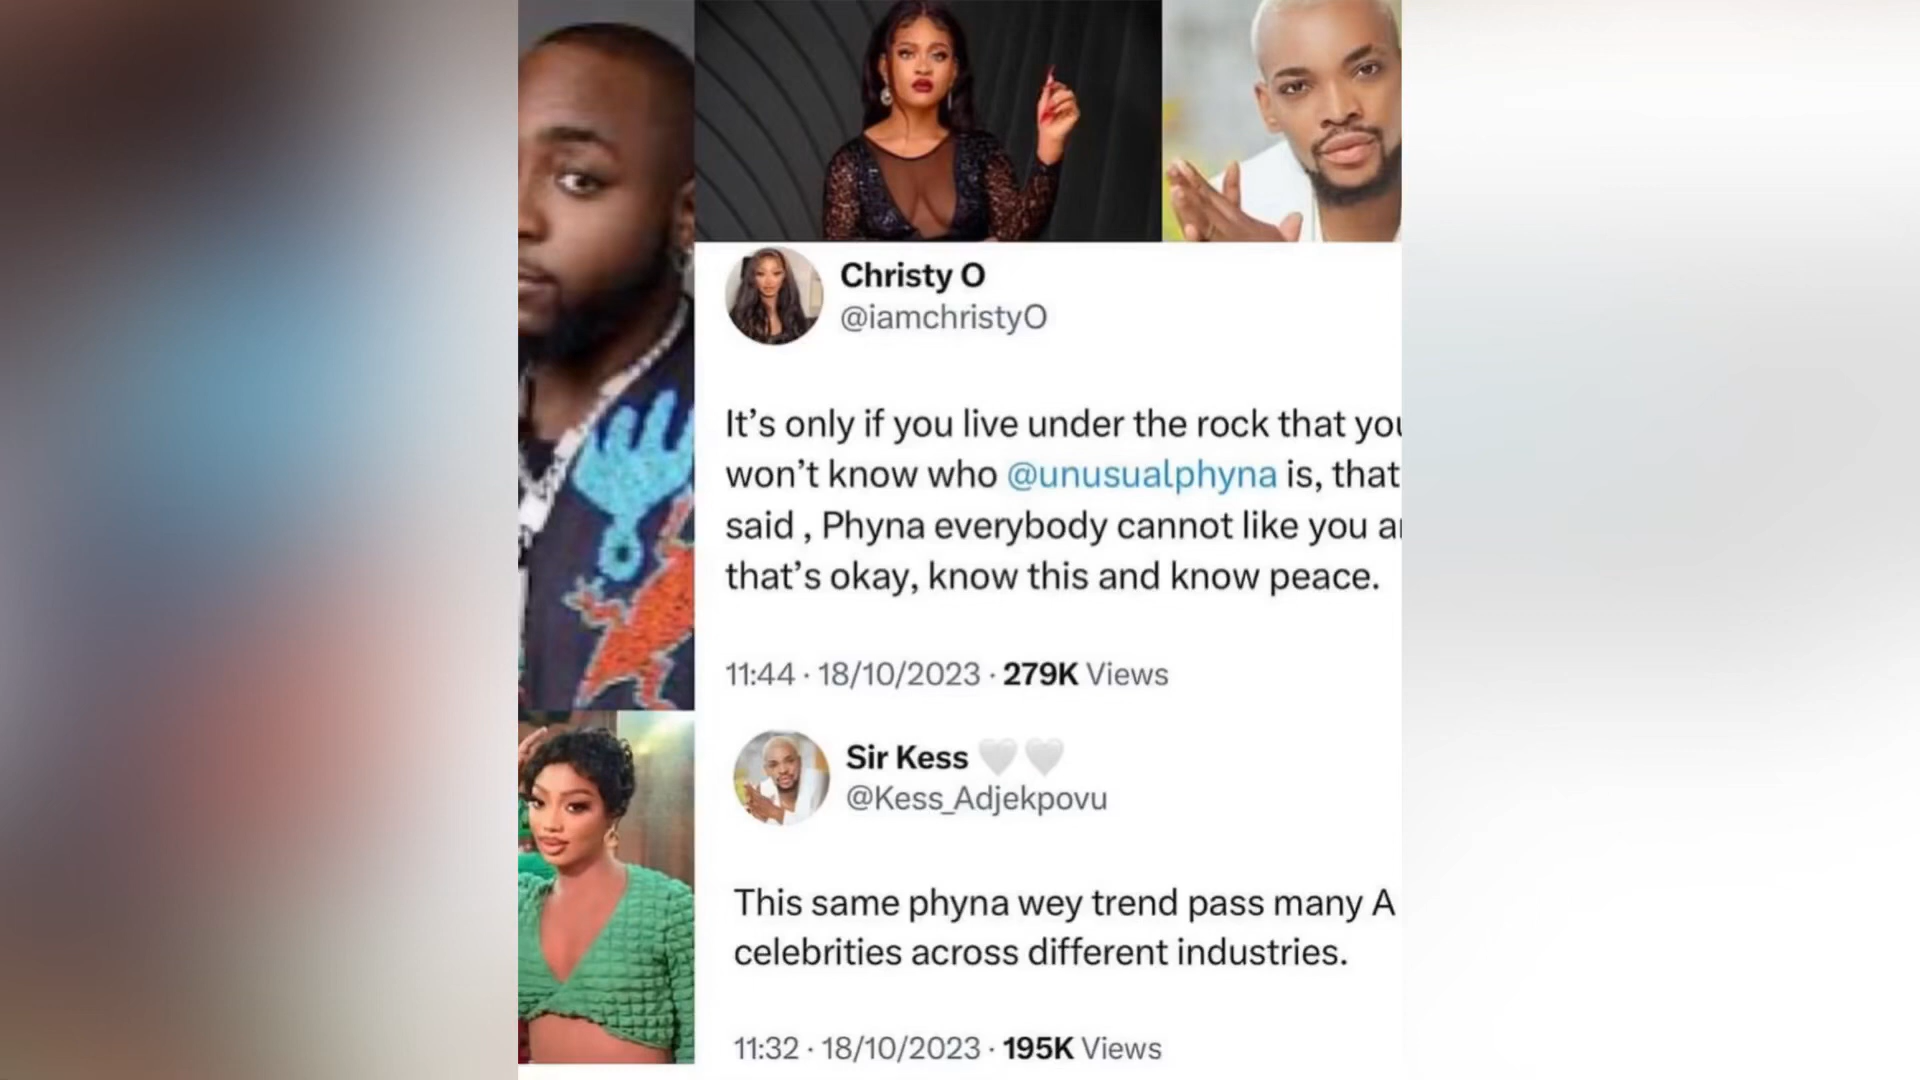 Christy O
@iamchristyO
It's only if you live under the rock that you
won't know who @unusualphyna is, that
said , Phyna everybody cannot like you
that's okay, know this and know peace.
11:44 · 18/10/2023 · 279K Views
Sir Kess 🤍🤍
@Kess_Adjekpovu
This same phyna wey trend pass many A
celebrities across different industries.
11:32 · 18/10/2023 · 195K Views